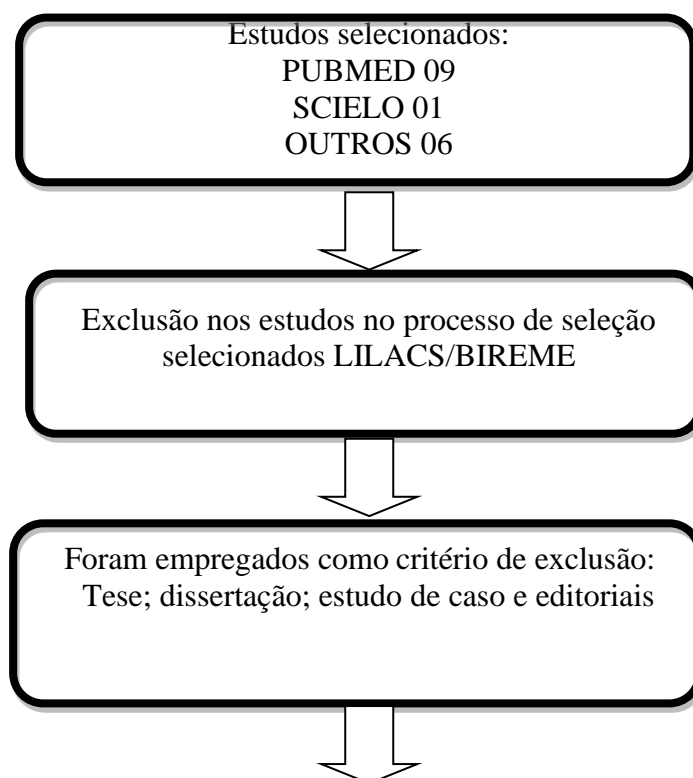 Estudos selecionados:
PUBMED 09
SCIELO 01
OUTROS 06
Exclusão nos estudos no processo de seleção
selecionados LILACS/BIREME
Foram empregados como critério de exclusão:
Tese; dissertação; estudo de caso e editoriais